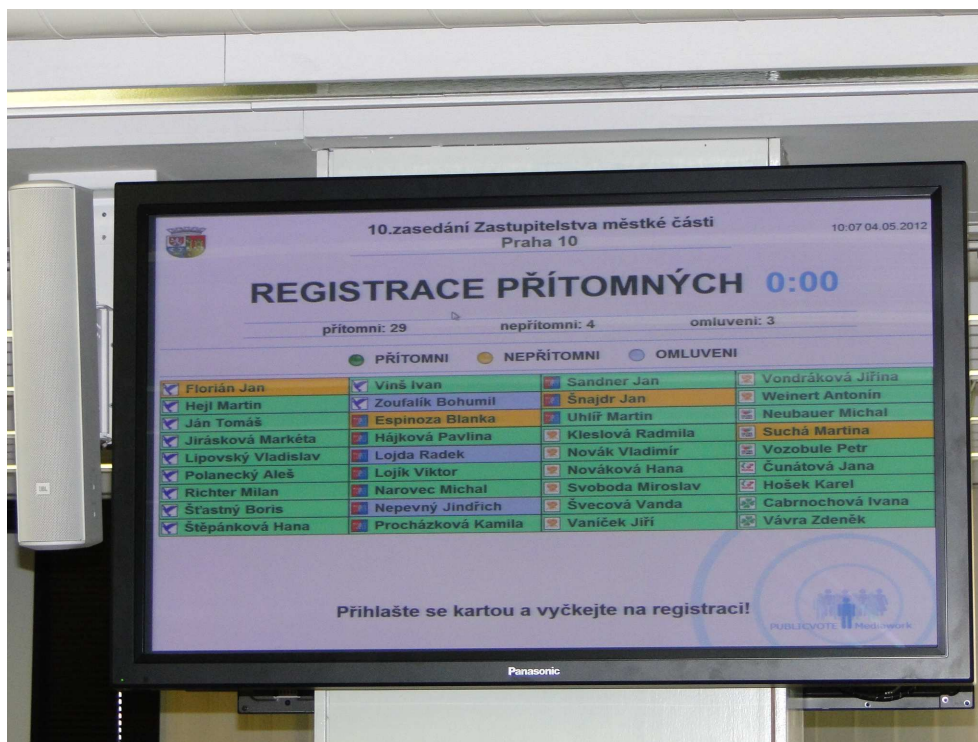 10.zasedání Zastupitelstva městké části
Praha 10
10:07 04.05.2012
REGISTRACE PŘÍTOMNÝCH 0:00
přítomni: 29 nepřítomni: 4 omluveni: 3
PŘÍTOMNI NEPŘÍTOMNI OMLUVENI
Florián Jan Vinš Ivan Sandner Jan Vondráková Jiřina
Hejl Martin Zoufalík Bohumil Šnajdr Jan Weinert Antonín
Ján Tomáš Espinoza Blanka Uhlíř Martin Neubauer Michal
Jirásková Markéta Hájková Pavlina Kleslová Radmila Suchá Martina
Lipovský Vladislav Lojda Radek Novák Vladimír Vozobule Petr
Polanecký Aleš Lojík Viktor Nováková Hana Čunátová Jana
Richter Milan Narovec Michal Svoboda Miroslav Hošek Karel
Šťastný Boris Nepevný Jindřich Švecová Vanda Cabrnochová Ivana
Štěpánková Hana Procházková Kamila Vaníček Jiří Vávra Zdeněk
Přihlašte se kartou a vyčkejte na registraci!
PUBLICVOTE Mediawork
Panasonic
JBL